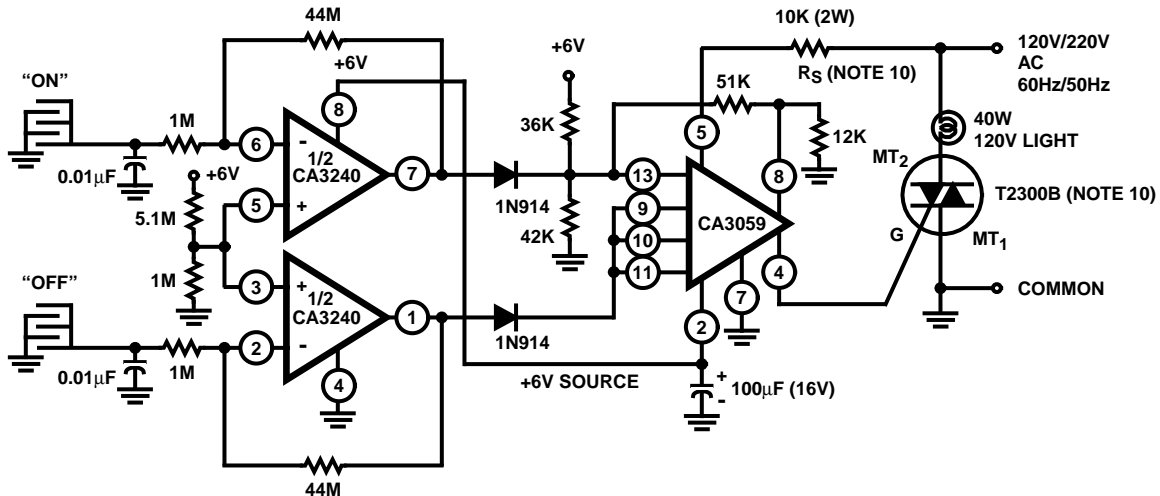 44M
+6V
"ON"
8
1M
6
-
1/2
CA3240
7
0.01µF
+6V
5
+
5.1M
1M
"OFF"
3
+
1/2
CA3240
1
2
-
1M
0.01µF
4
44M
+6V
36K
1N914
42K
1N914
+6V SOURCE
10K (2W)
RS (NOTE 10)
51K
12K
5
13
9
10
11
CA3059
8
4
7
2
+
-
100µF (16V)
120V/220V
AC
60Hz/50Hz
40W
120V LIGHT
MT2
T2300B (NOTE 10)
G
MT1
COMMON